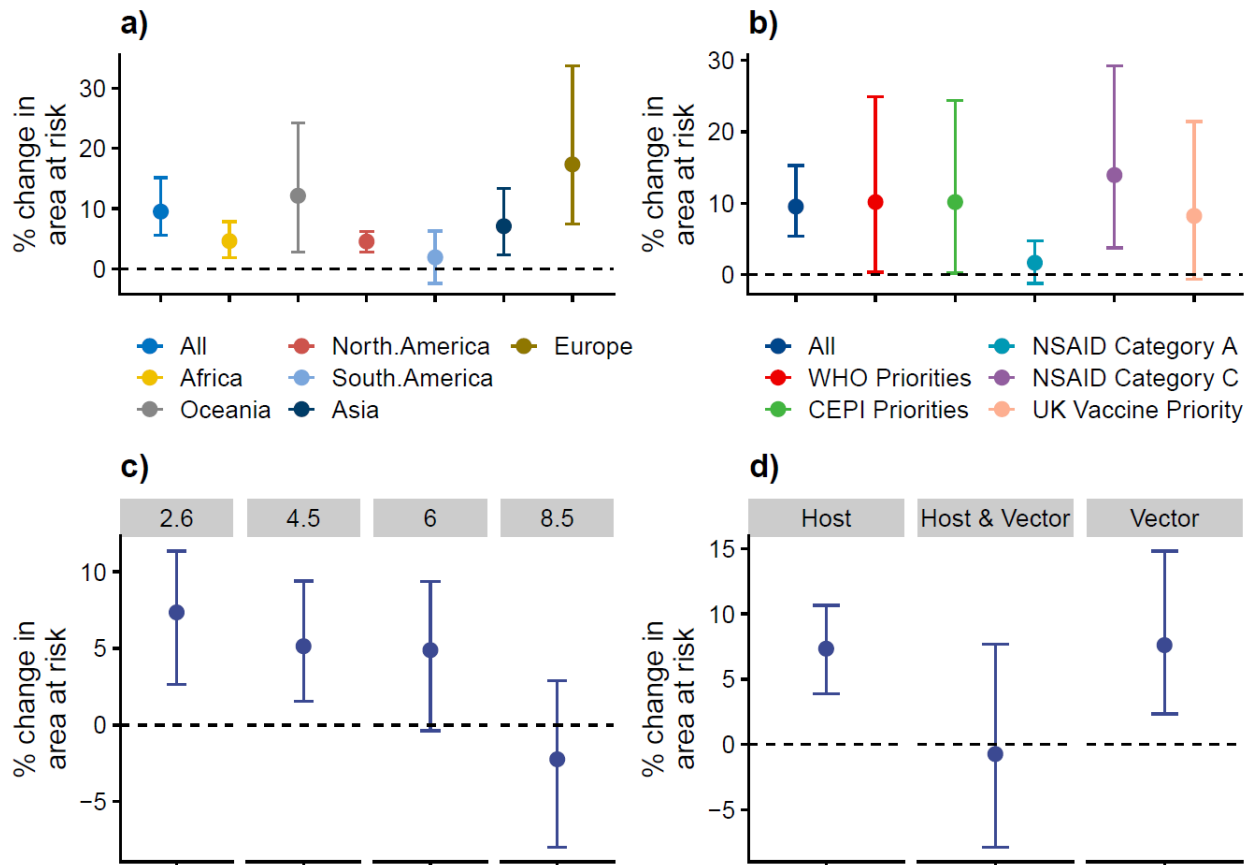 a)
% change in
area at risk
30
20
10
0
All
Africa
Oceania
North.America
South.America
Asia
Europe
b)
% change in
area at risk
30
20
10
0
All
WHO Priorities
CEPI Priorities
NSAID Category A
NSAID Category C
UK Vaccine Priority
c)
2.6 4.5 6 8.5
% change in
area at risk
10
5
0
−5
d)
Host Host & Vector Vector
% change in
area at risk
15
10
5
0
−5